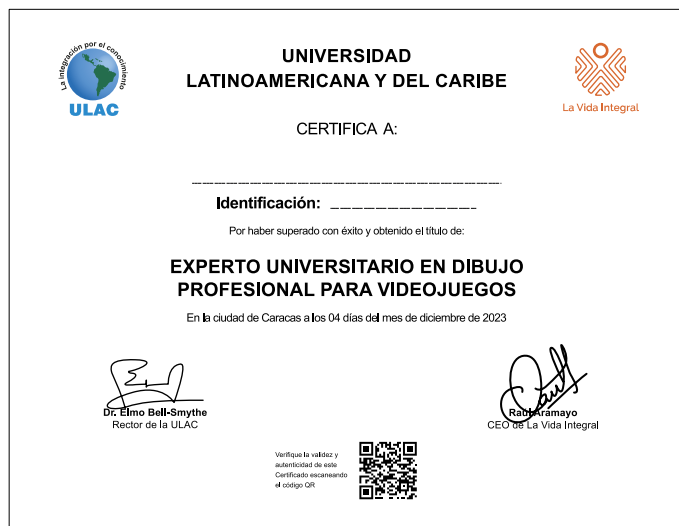 La integración por el conocimiento
ULAC
UNIVERSIDAD
LATINOAMERICANA Y DEL CARIBE
La Vida Integral
CERTIFICA A:
Identificación:
Por haber superado con éxito y obtenido el título de:
EXPERTO UNIVERSITARIO EN DIBUJO
PROFESIONAL PARA VIDEOJUEGOS
En la ciudad de Caracas a los 04 días del mes de diciembre de 2023
Dr. Elmo Bell-Smythe
Rector de la ULAC
Raúl Aramayo
CEO de La Vida Integral
Verifique la validez y
autenticidad de este
Certificado escaneando
el código QR